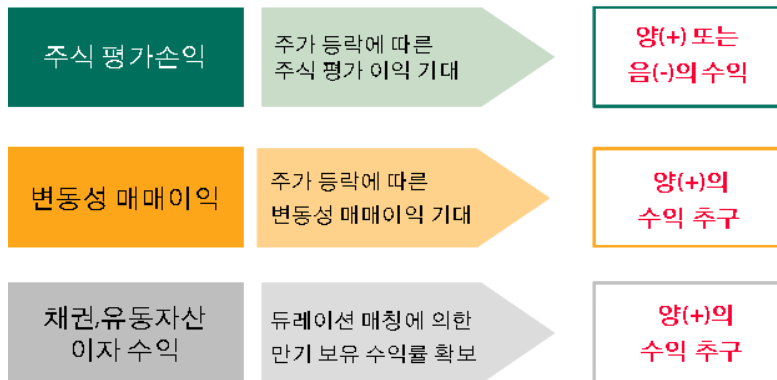 주식 평가손익
주가 등락에 따른
주식 평가 이익 기대
양(+) 또는
음(-)의 수익
변동성 매매이익
주가 등락에 따른
변동성 매매이익 기대
양(+)의
수익 추구
채권,유동자산
이자 수익
듀레이션 매칭에 의한
만기 보유 수익률 확보
양(+)의
수익 추구